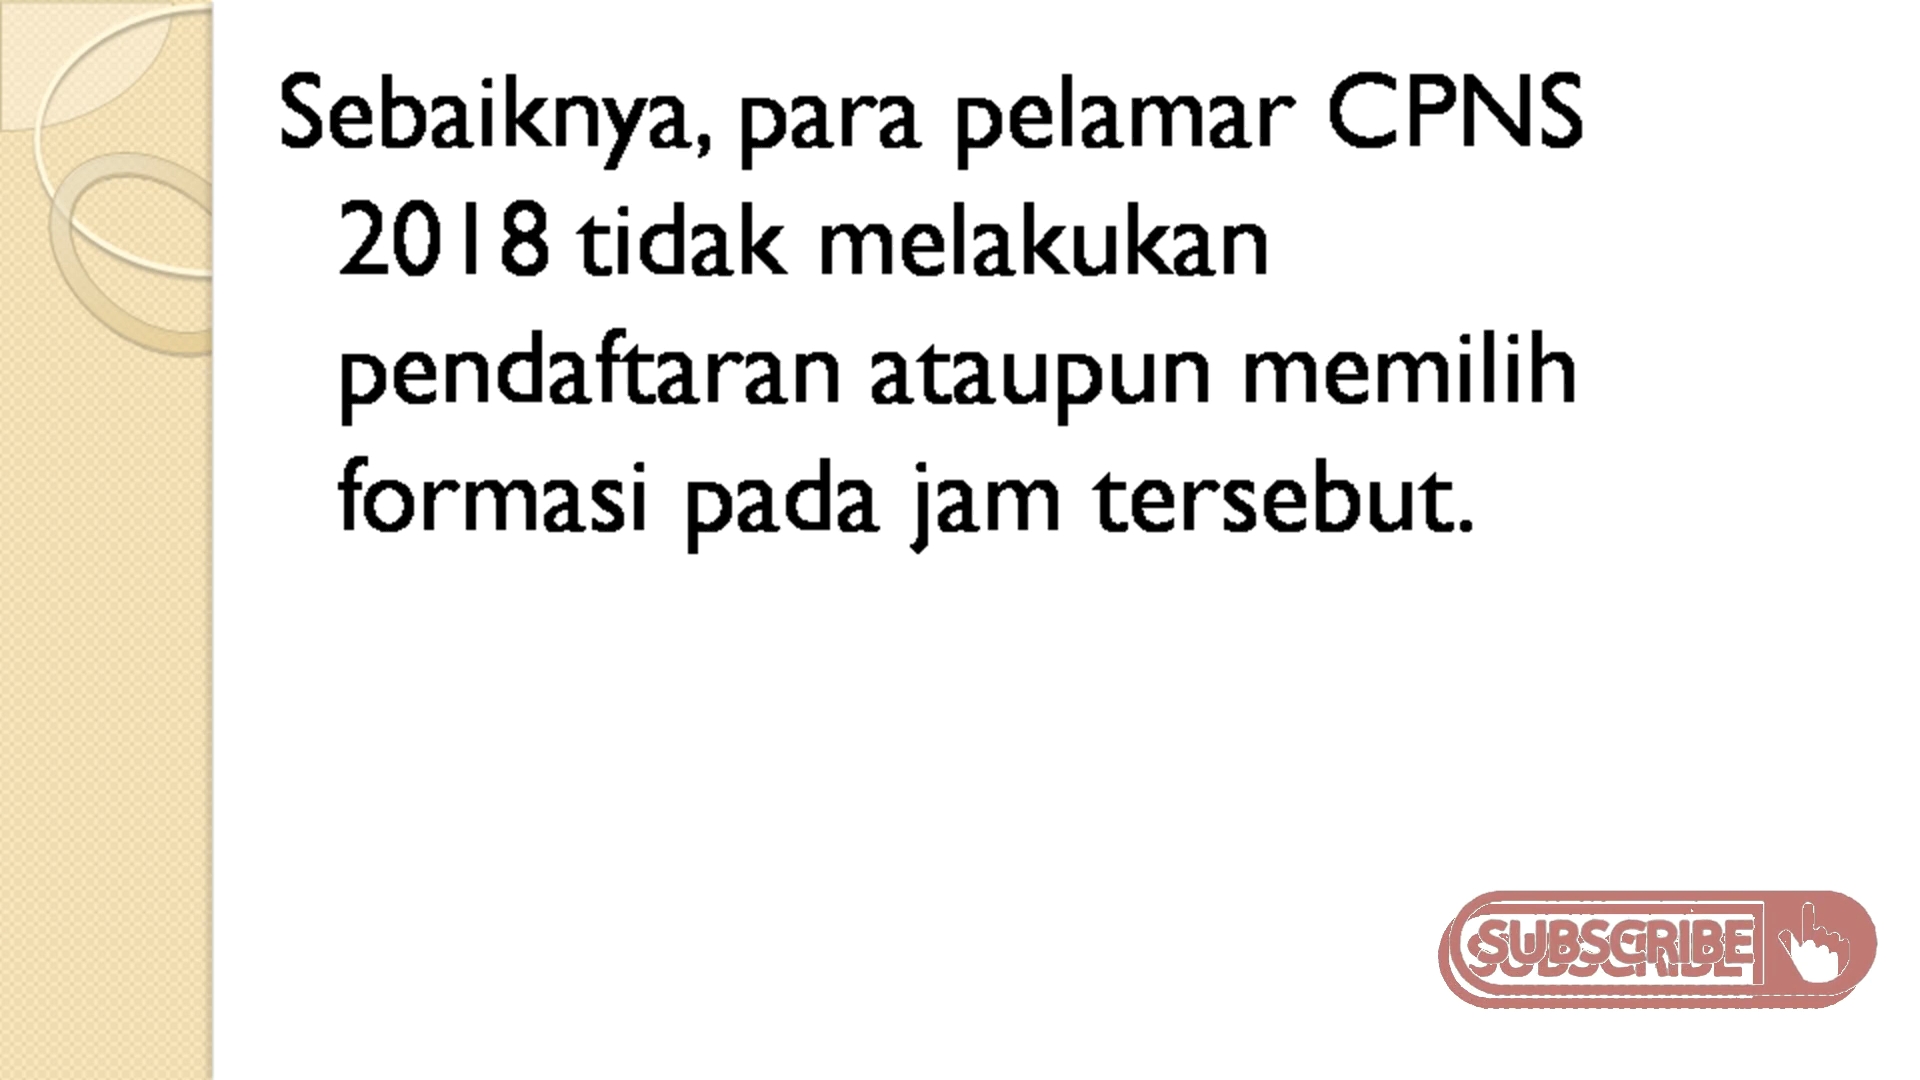 Sebaiknya, para pelamar CPNS
2018 tidak melakukan
pendaftaran ataupun memilih
formasi pada jam tersebut.
SUBSCRIBE